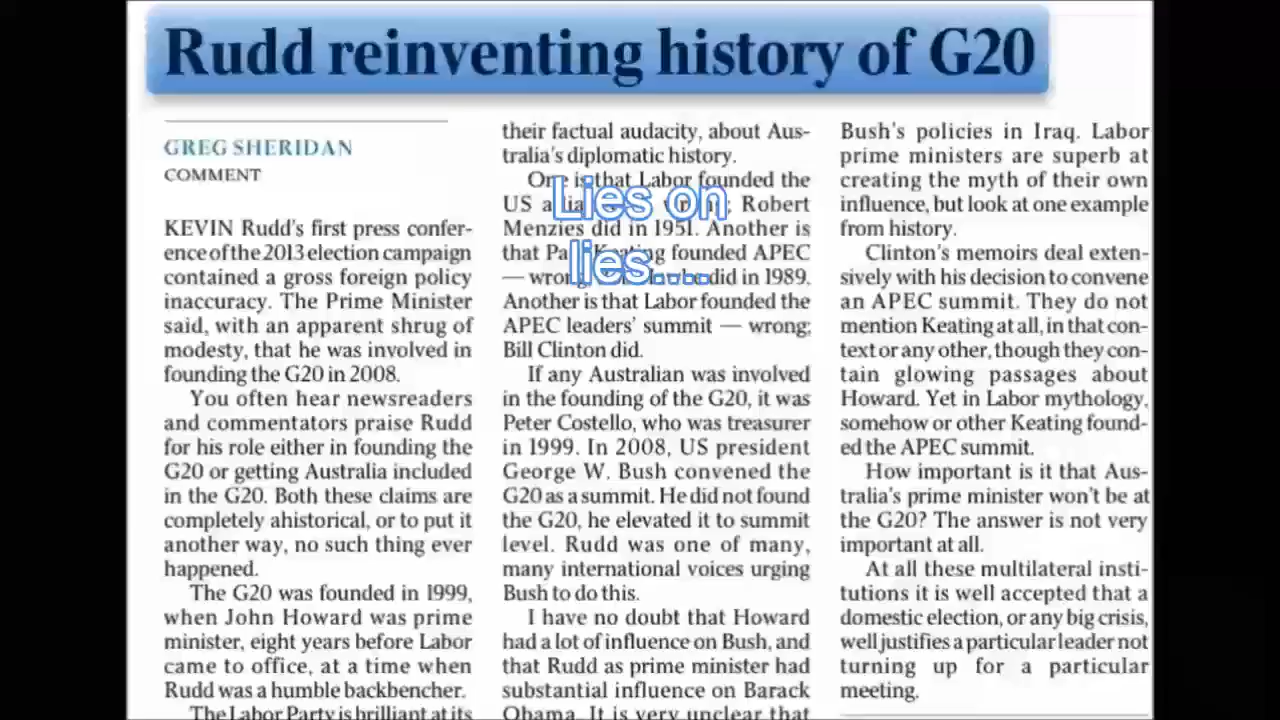 Rudd reinventing history of G20
GREG SHERIDAN
COMMENT
KEVIN Rudd's first press confer-
ence of the 2013 election campaign
contained a gross foreign policy
inaccuracy. The Prime Minister
said, with an apparent shrug of
modesty, that he was involved in
founding the G20 in 2008.
You often hear newsreaders
and commentators praise Rudd
for his role either in founding the
G20 or getting Australia included
in the G20. Both these claims are
completely ahistorical, or to put it
another way, no such thing ever
happened.
The G20 was founded in 1999,
when John Howard was prime
minister, eight years before Labor
came to office, at a time when
Rudd was a humble backbencher.
The Labor Party is brilliant at its
their factual audacity, about Aus-
tralia's diplomatic history.
One is that Labor founded the
US Robert
Menzies did in 1951. Another is
that Keating founded APEC
— wrong did in 1989.
Another is that Labor founded the
APEC leaders' summit — wrong;
Bill Clinton did.
If any Australian was involved
in the founding of the G20, it was
Peter Costello, who was treasurer
in 1999. In 2008, US president
George W. Bush convened the
G20 as a summit. He did not found
the G20, he elevated it to summit
level. Rudd was one of many,
many international voices urging
Bush to do this.
I have no doubt that Howard
had a lot of influence on Bush, and
that Rudd as prime minister had
substantial influence on Barack
Obama. It is very unclear that
Lies on
lies....
Bush's policies in Iraq. Labor
prime ministers are superb at
creating the myth of their own
influence, but look at one example
from history.
Clinton's memoirs deal exten-
sively with his decision to convene
an APEC summit. They do not
mention Keating at all, in that con-
text or any other, though they con-
tain glowing passages about
Howard. Yet in Labor mythology,
somehow or other Keating found-
ed the APEC summit.
How important is it that Aus-
tralia's prime minister won't be at
the G20? The answer is not very
important at all.
At all these multilateral insti-
tutions it is well accepted that a
domestic election, or any big crisis,
well justifies a particular leader not
turning up for a particular
meeting.